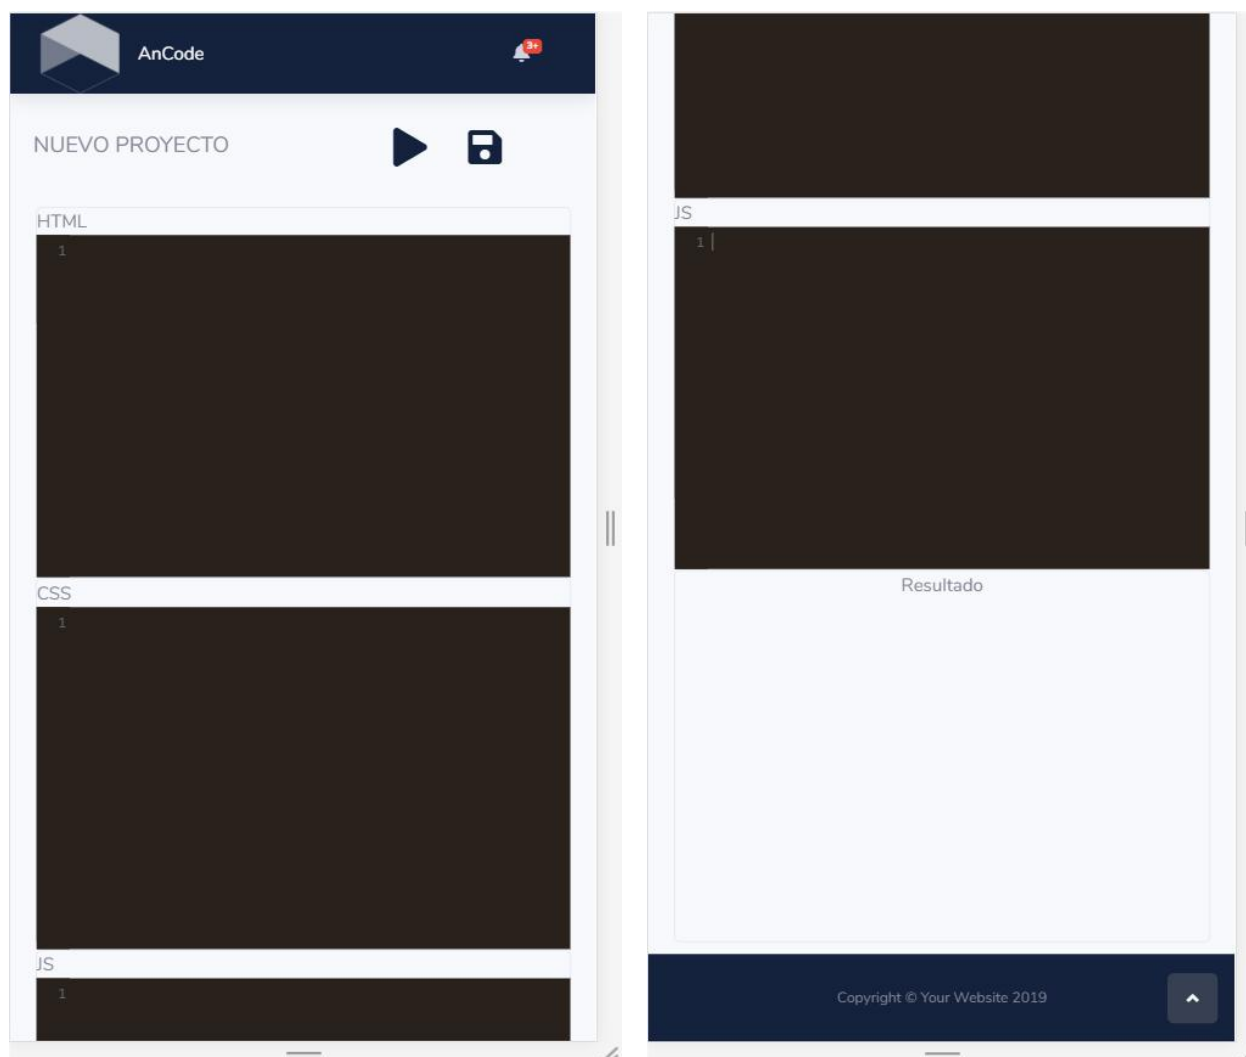 AnCode
3+
NUEVO PROYECTO
HTML
1
CSS
1
JS
1
JS
1
Resultado
Copyright © Your Website 2019